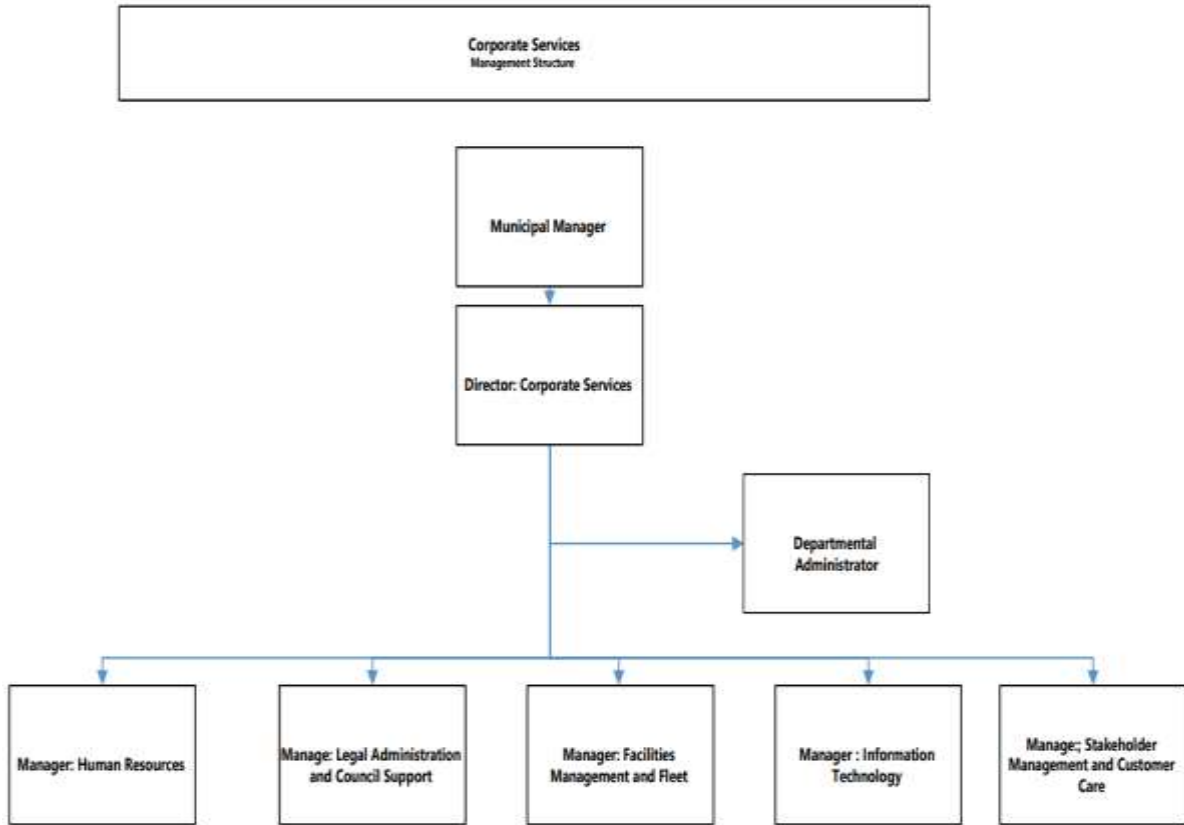 Corporate Services
Management Structure
Municipal Manager
Director: Corporate Services
Departmental
Administrator
Manager: Human Resources
Manage: Legal Administration
and Council Support
Manager: Facilities
Management and Fleet
Manager : Information
Technology
Manage:; Stakeholder
Management and Customer
Care